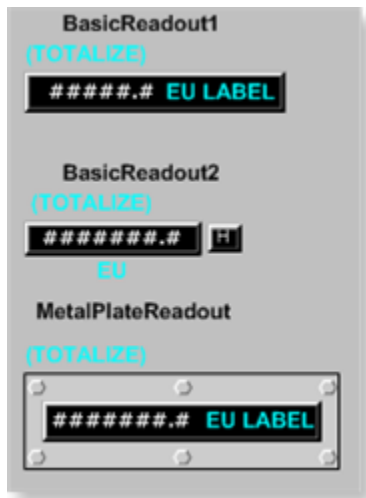 BasicReadout1
(TOTALIZE)
#####.# EU LABEL
BasicReadout2
(TOTALIZE)
#######.# H
EU
MetalPlateReadout
(TOTALIZE)
#######.# EU LABEL